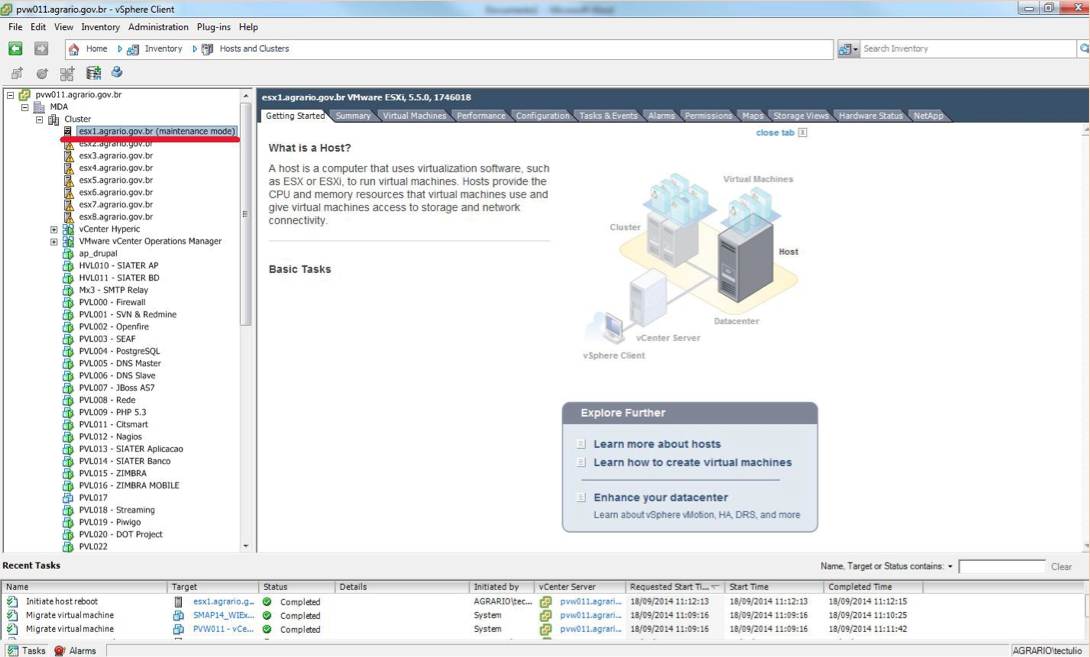 pvw011.agrario.gov.br - vSphere Client
File Edit View Inventory Administration Plug-ins Help
Home Inventory Hosts and Clusters
Search Inventory
pvw011.agrario.gov.br
MDA
Cluster
esx1.agrario.gov.br (maintenance mode)
esx2.agrario.gov.br
esx3.agrario.gov.br
esx4.agrario.gov.br
esx5.agrario.gov.br
esx6.agrario.gov.br
esx7.agrario.gov.br
esx8.agrario.gov.br
vCenter Hyperic
VMware vCenter Operations Manager
ap_drupal
HVL010 - SIATER AP
HVL011 - SIATER BD
Mx3 - SMTP Relay
PVL000 - Firewall
PVL001 - SVN & Redmine
PVL002 - Openfire
PVL003 - SEAF
PVL004 - PostgreSQL
PVL005 - DNS Master
PVL006 - DNS Slave
PVL007 - JBoss AS7
PVL008 - Rede
PVL009 - PHP 5.3
PVL011 - Citsmart
PVL012 - Nagios
PVL013 - SIATER Aplicacao
PVL014 - SIATER Banco
PVL015 - ZIMBRA
PVL016 - ZIMBRA MOBILE
PVL017
PVL018 - Streaming
PVL019 - Piwigo
PVL020 - DOT Project
PVL022
esx1.agrario.gov.br VMware ESXi, 5.5.0, 1746018
Getting Started Summary Virtual Machines Performance Configuration Tasks & Events Alarms Permissions Maps Storage Views Hardware Status NetApp
close tab
What is a Host?
A host is a computer that uses virtualization software, such
as ESX or ESXi, to run virtual machines. Hosts provide the
CPU and memory resources that virtual machines use and
give virtual machines access to storage and network
connectivity.
Basic Tasks
Virtual Machines
Cluster
Host
Datacenter
vCenter Server
vSphere Client
Explore Further
Learn more about hosts
Learn how to create virtual machines
Enhance your datacenter
Learn about vSphere vMotion, HA, DRS, and more
Recent Tasks
Name, Target or Status contains:
Clear
Name Target Status Details Initiated by vCenter Server Requested Start Ti... Start Time Completed Time
Initiate host reboot esx1.agrario.g... Completed AGRARIO\tec... pvw011.agrari... 18/09/2014 11:12:13 18/09/2014 11:12:13 18/09/2014 11:12:15
Migrate virtual machine SMAP14_WIEx... Completed System pvw011.agrari... 18/09/2014 11:09:16 18/09/2014 11:09:16 18/09/2014 11:10:25
Migrate virtual machine PVW011 - vCe... Completed System pvw011.agrari... 18/09/2014 11:09:16 18/09/2014 11:09:16 18/09/2014 11:11:42
Tasks Alarms
AGRARIO\tectulio